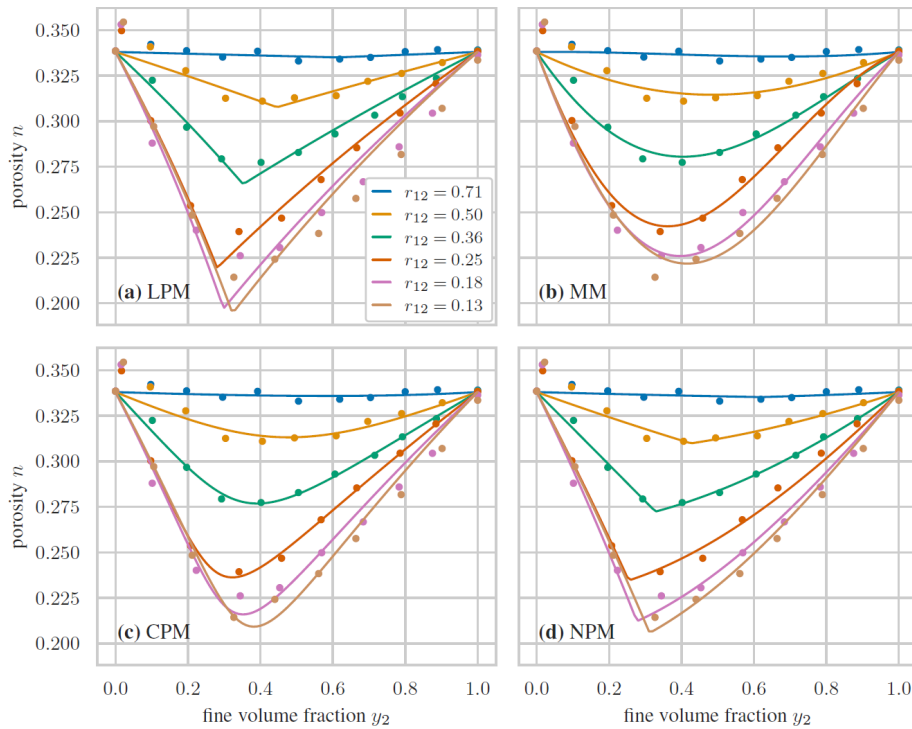 0.350
0.325
0.300
0.275
0.250
0.225
0.200
porosity n
r₁₂ = 0.71
r₁₂ = 0.50
r₁₂ = 0.36
r₁₂ = 0.25
r₁₂ = 0.18
r₁₂ = 0.13
(a) LPM
(b) MM
0.350
0.325
0.300
0.275
0.250
0.225
0.200
porosity n
(c) CPM
(d) NPM
0.0 0.2 0.4 0.6 0.8 1.0
fine volume fraction y₂
0.0 0.2 0.4 0.6 0.8 1.0
fine volume fraction y₂